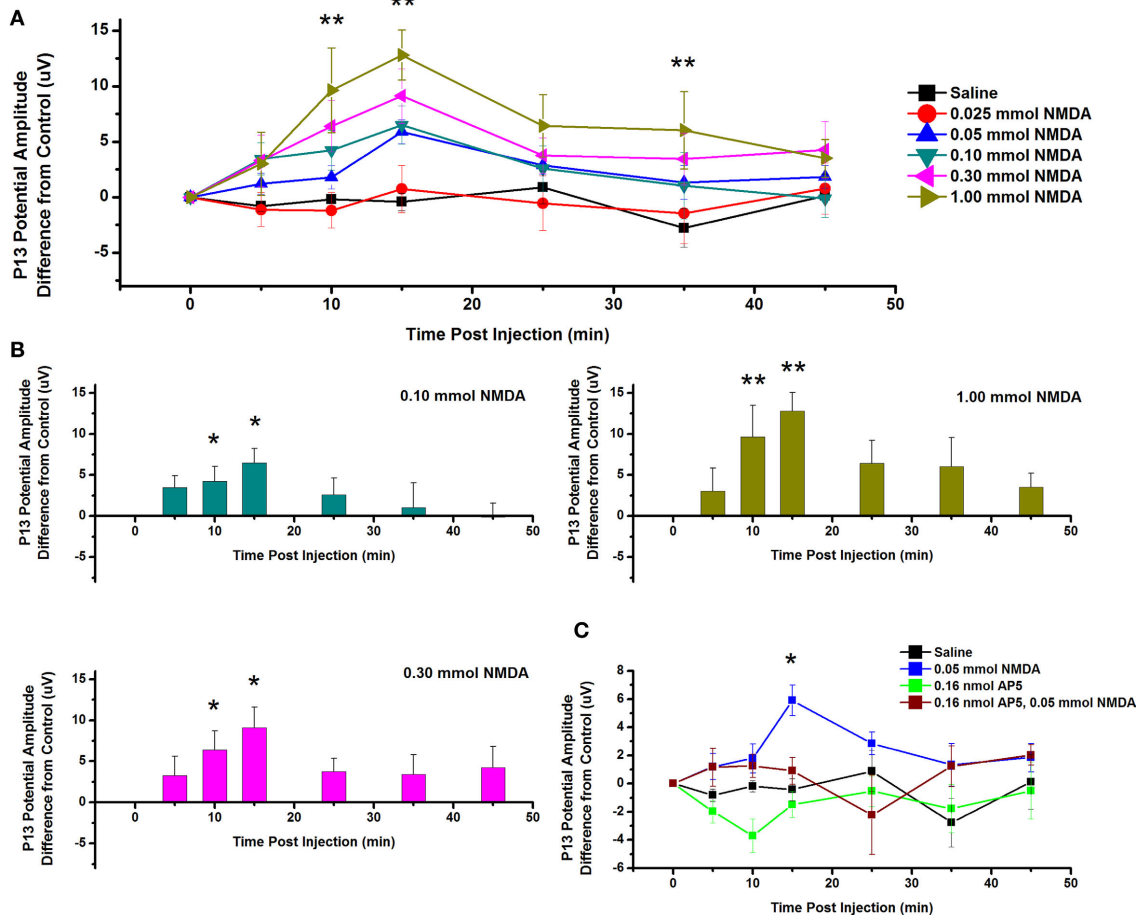 A
** ** **
P13 Potential Amplitude
Difference from Control (uV)
15
10
5
0
-5
0 10 20 30 40 50
Time Post Injection (min)
Saline
0.025 mmol NMDA
0.05 mmol NMDA
0.10 mmol NMDA
0.30 mmol NMDA
1.00 mmol NMDA
B
0.10 mmol NMDA
* *
P13 Potential Amplitude
Difference from Control (uV)
15
10
5
0
-5
0 10 20 30 40 50
Time Post Injection (min)
1.00 mmol NMDA
** **
P13 Potential Amplitude
Difference from Control (uV)
15
10
5
0
-5
0 10 20 30 40 50
Time Post Injection (min)
0.30 mmol NMDA
* *
P13 Potential Amplitude
Difference from Control (uV)
15
10
5
0
-5
0 10 20 30 40 50
Time Post Injection (min)
C
Saline
0.05 mmol NMDA
0.16 nmol AP5
0.16 nmol AP5, 0.05 mmol NMDA
*
P13 Potential Amplitude
Difference from Control (uV)
8
6
4
2
0
-2
-4
-6
0 10 20 30 40 50
Time Post Injection (min)